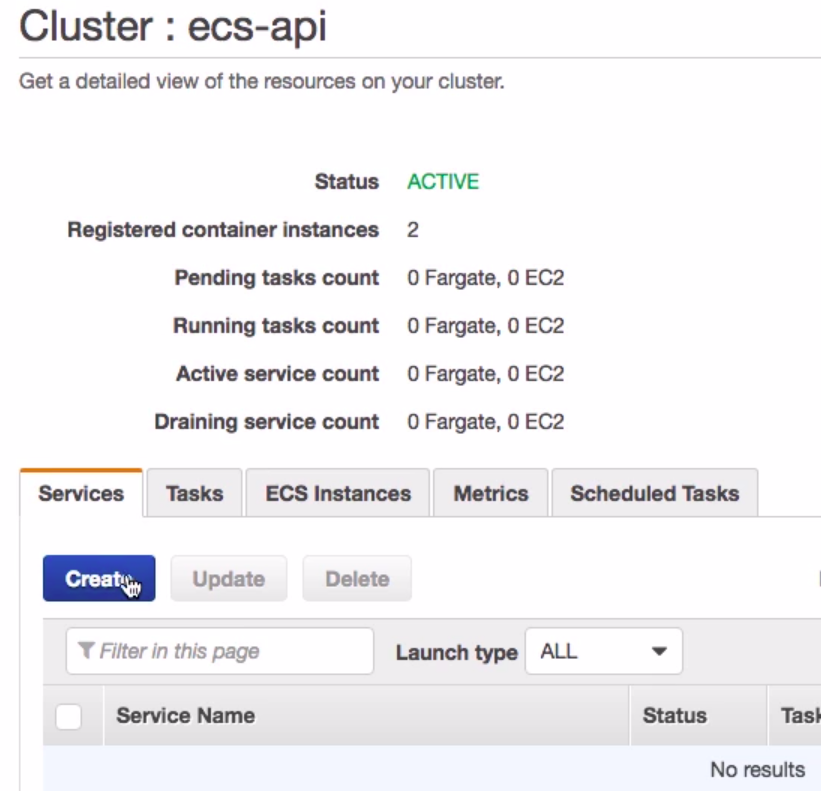 Cluster : ecs-api
Get a detailed view of the resources on your cluster.
Status ACTIVE
Registered container instances 2
Pending tasks count 0 Fargate, 0 EC2
Running tasks count 0 Fargate, 0 EC2
Active service count 0 Fargate, 0 EC2
Draining service count 0 Fargate, 0 EC2
Services Tasks ECS Instances Metrics Scheduled Tasks
Create Update Delete
Filter in this page Launch type ALL
Service Name Status Task
No results